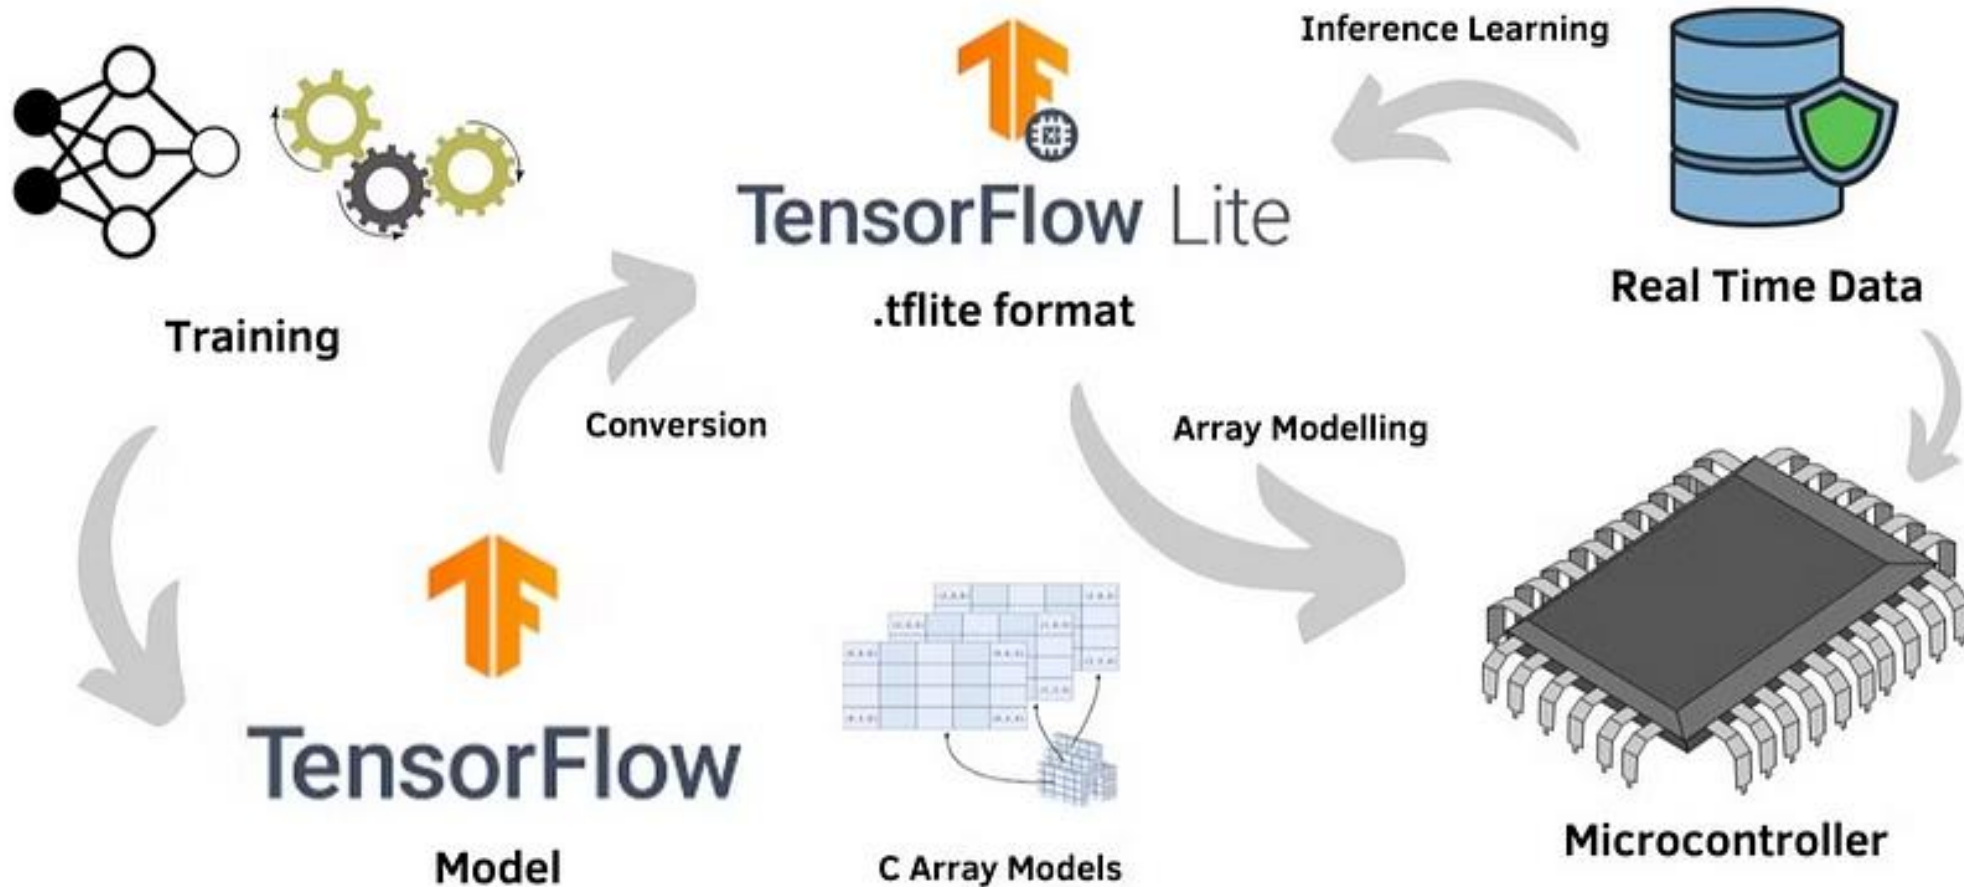 Inference Learning
TensorFlow Lite
.tflite format
Real Time Data
Training
Conversion
Array Modelling
TensorFlow
Model
C Array Models
Microcontroller